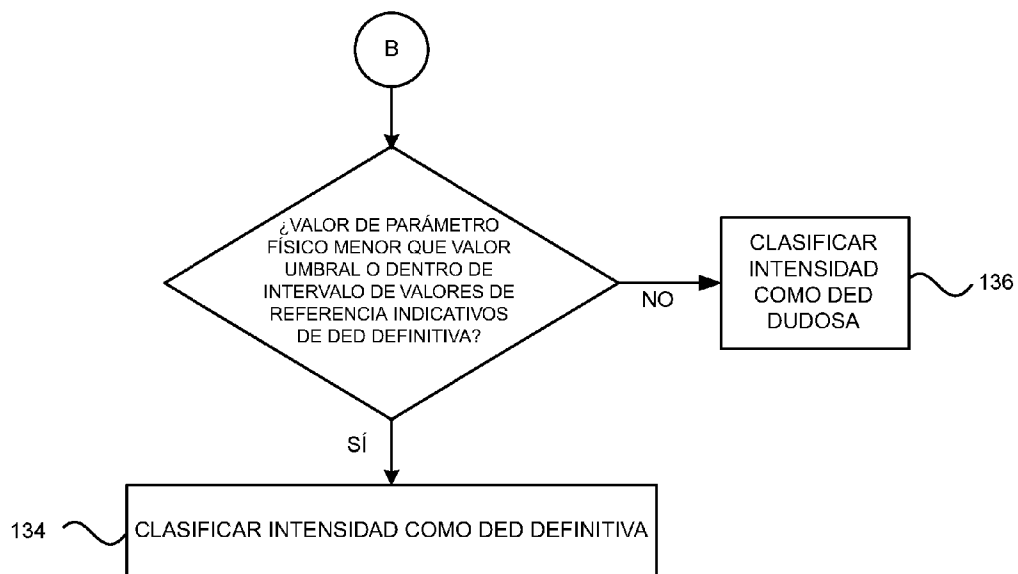 B
¿VALOR DE PARÁMETRO
FÍSICO MENOR QUE VALOR
UMBRAL O DENTRO DE
INTERVALO DE VALORES DE
REFERENCIA INDICATIVOS
DE DED DEFINITIVA?
NO
CLASIFICAR
INTENSIDAD
COMO DED
DUDOSA
136
SÍ
134
CLASIFICAR INTENSIDAD COMO DED DEFINITIVA